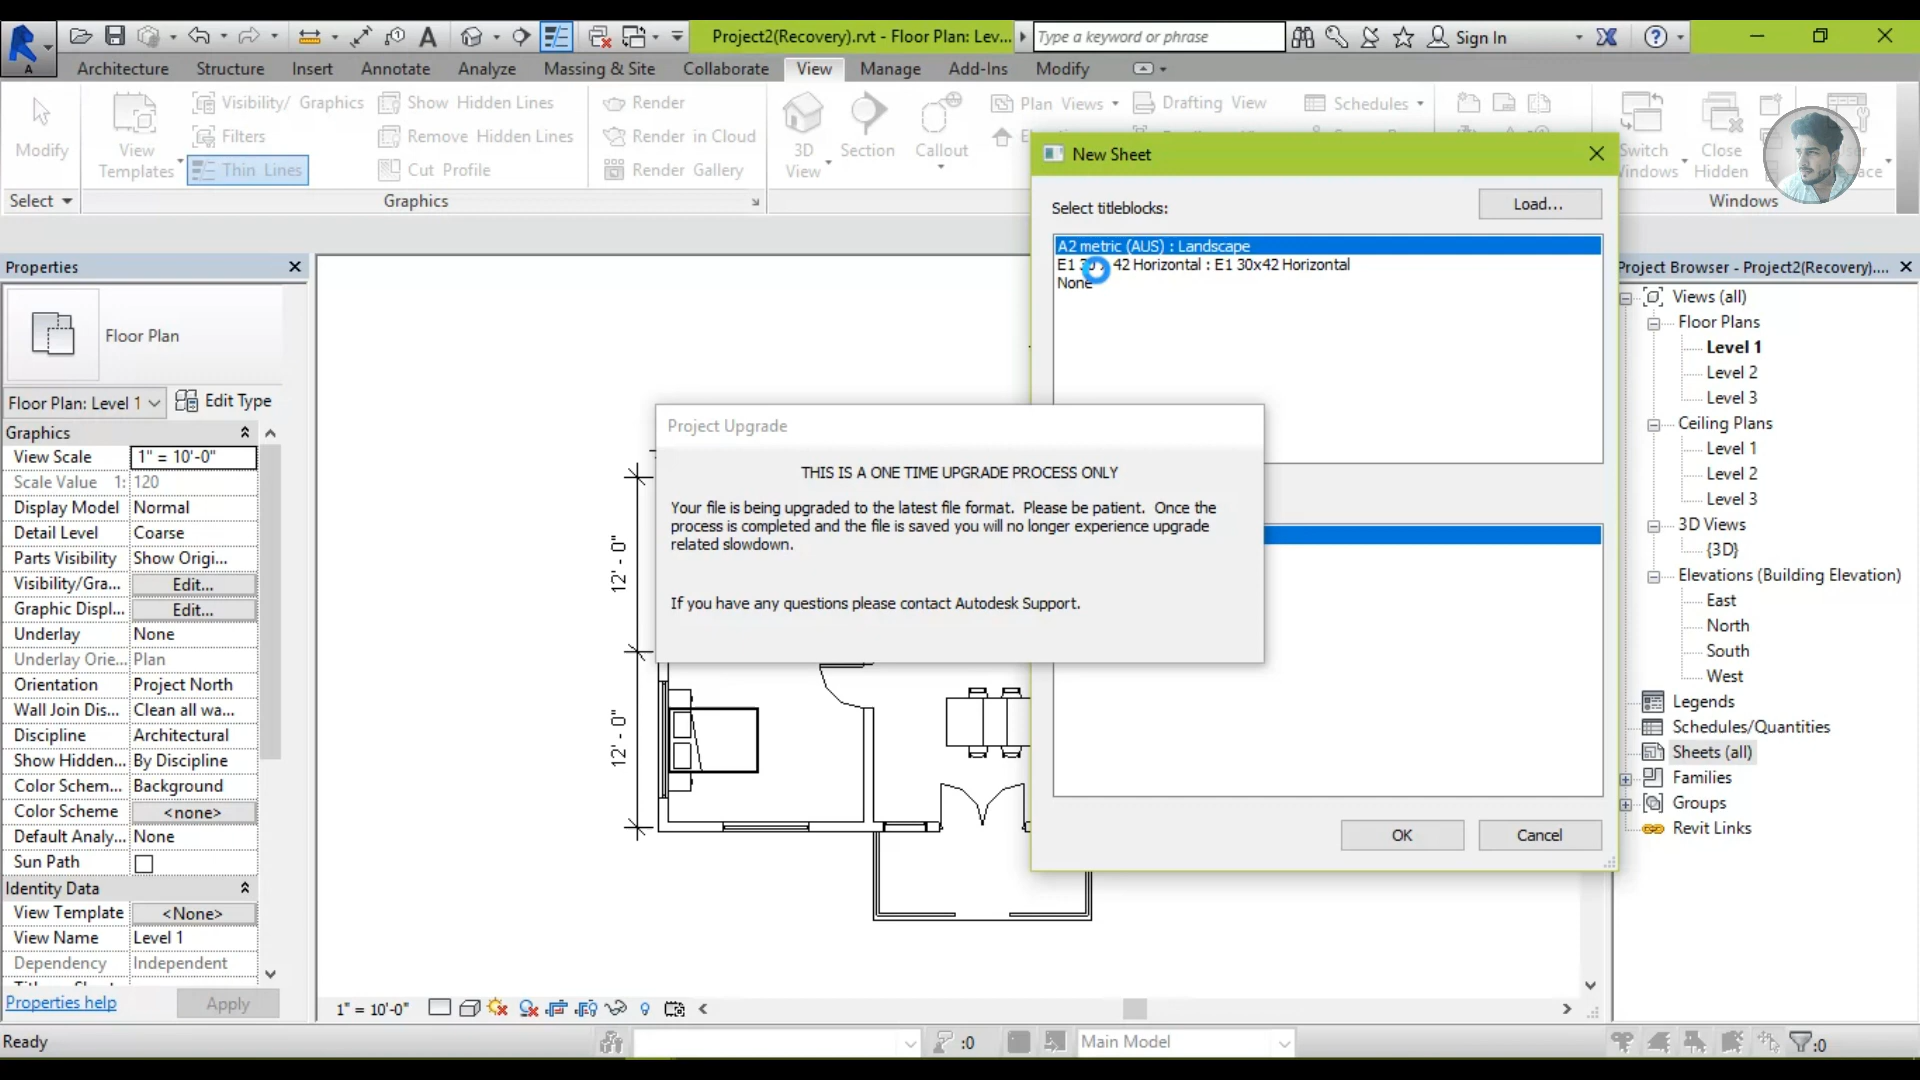 Project2(Recovery).rvt - Floor Plan: Lev...
Type a keyword or phrase
Sign In
A
Architecture
Structure
Insert
Annotate
Analyze
Massing & Site
Collaborate
View
Manage
Add-Ins
Modify
Modify
View
Templates
Visibility/ Graphics
Filters
Thin Lines
Show Hidden Lines
Remove Hidden Lines
Cut Profile
Render
Render in Cloud
Render Gallery
3D
View
Section
Callout
Plan Views
Drafting View
Schedules
Switch
Windows
Close
Hidden
Select
Graphics
Windows
New Sheet
Select titleblocks:
Load...
A2 metric (AUS) : Landscape
E1 30 x 42 Horizontal : E1 30x42 Horizontal
None
OK
Cancel
Project Upgrade
THIS IS A ONE TIME UPGRADE PROCESS ONLY
Your file is being upgraded to the latest file format. Please be patient. Once the
process is completed and the file is saved you will no longer experience upgrade
related slowdown.
If you have any questions please contact Autodesk Support.
Properties
Floor Plan
Floor Plan: Level 1
Edit Type
Graphics
View Scale 1" = 10'-0"
Scale Value 1: 120
Display Model Normal
Detail Level Coarse
Parts Visibility Show Origi...
Visibility/Gra... Edit...
Graphic Displ... Edit...
Underlay None
Underlay Orie... Plan
Orientation Project North
Wall Join Dis... Clean all wa...
Discipline Architectural
Show Hidden... By Discipline
Color Schem... Background
Color Scheme <none>
Default Analy... None
Sun Path
Identity Data
View Template <None>
View Name Level 1
Dependency Independent
Properties help
Apply
12' - 0"
12' - 0"
Project Browser - Project2(Recovery)....
Views (all)
Floor Plans
Level 1
Level 2
Level 3
Ceiling Plans
Level 1
Level 2
Level 3
3D Views
{3D}
Elevations (Building Elevation)
East
North
South
West
Legends
Schedules/Quantities
Sheets (all)
Families
Groups
Revit Links
1" = 10'-0"
Ready
:0
Main Model
:0